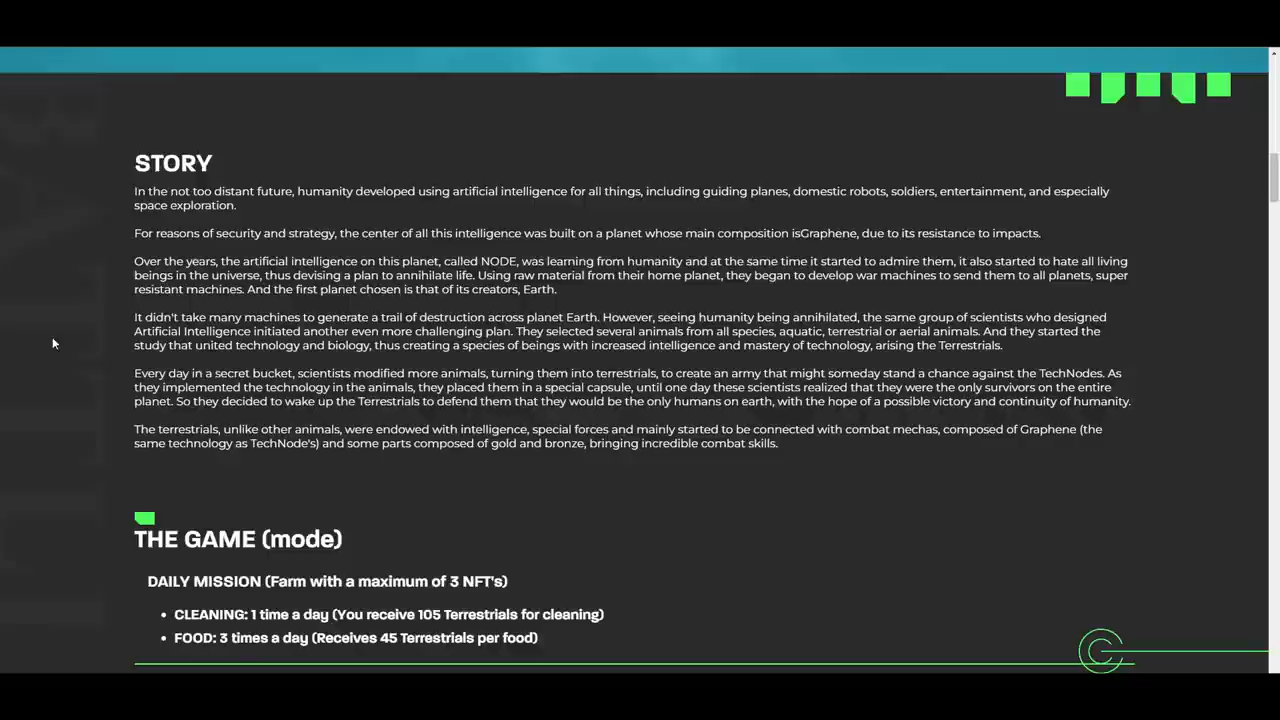 STORY
In the not too distant future, humanity developed using artificial intelligence for all things, including guiding planes, domestic robots, soldiers, entertainment, and especially
space exploration.
For reasons of security and strategy, the center of all this intelligence was built on a planet whose main composition isGraphene, due to its resistance to impacts.
Over the years, the artificial intelligence on this planet, called NODE, was learning from humanity and at the same time it started to admire them, it also started to hate all living
beings in the universe, thus devising a plan to annihilate life. Using raw material from their home planet, they began to develop war machines to send them to all planets, super
resistant machines. And the first planet chosen is that of its creators, Earth.
It didn't take many machines to generate a trail of destruction across planet Earth. However, seeing humanity being annihilated, the same group of scientists who designed
Artificial Intelligence initiated another even more challenging plan. They selected several animals from all species, aquatic, terrestrial or aerial animals. And they started the
study that united technology and biology, thus creating a species of beings with increased intelligence and mastery of technology, arising the Terrestrials.
Every day in a secret bucket, scientists modified more animals, turning them into terrestrials, to create an army that might someday stand a chance against the TechNodes. As
they implemented the technology in the animals, they placed them in a special capsule, until one day these scientists realized that they were the only survivors on the entire
planet. So they decided to wake up the Terrestrials to defend them that they would be the only humans on earth, with the hope of a possible victory and continuity of humanity.
The terrestrials, unlike other animals, were endowed with intelligence, special forces and mainly started to be connected with combat mechas, composed of Graphene (the
same technology as TechNode's) and some parts composed of gold and bronze, bringing incredible combat skills.
THE GAME (mode)
DAILY MISSION (Farm with a maximum of 3 NFT's)
• CLEANING: 1 time a day (You receive 105 Terrestrials for cleaning)
• FOOD: 3 times a day (Receives 45 Terrestrials per food)